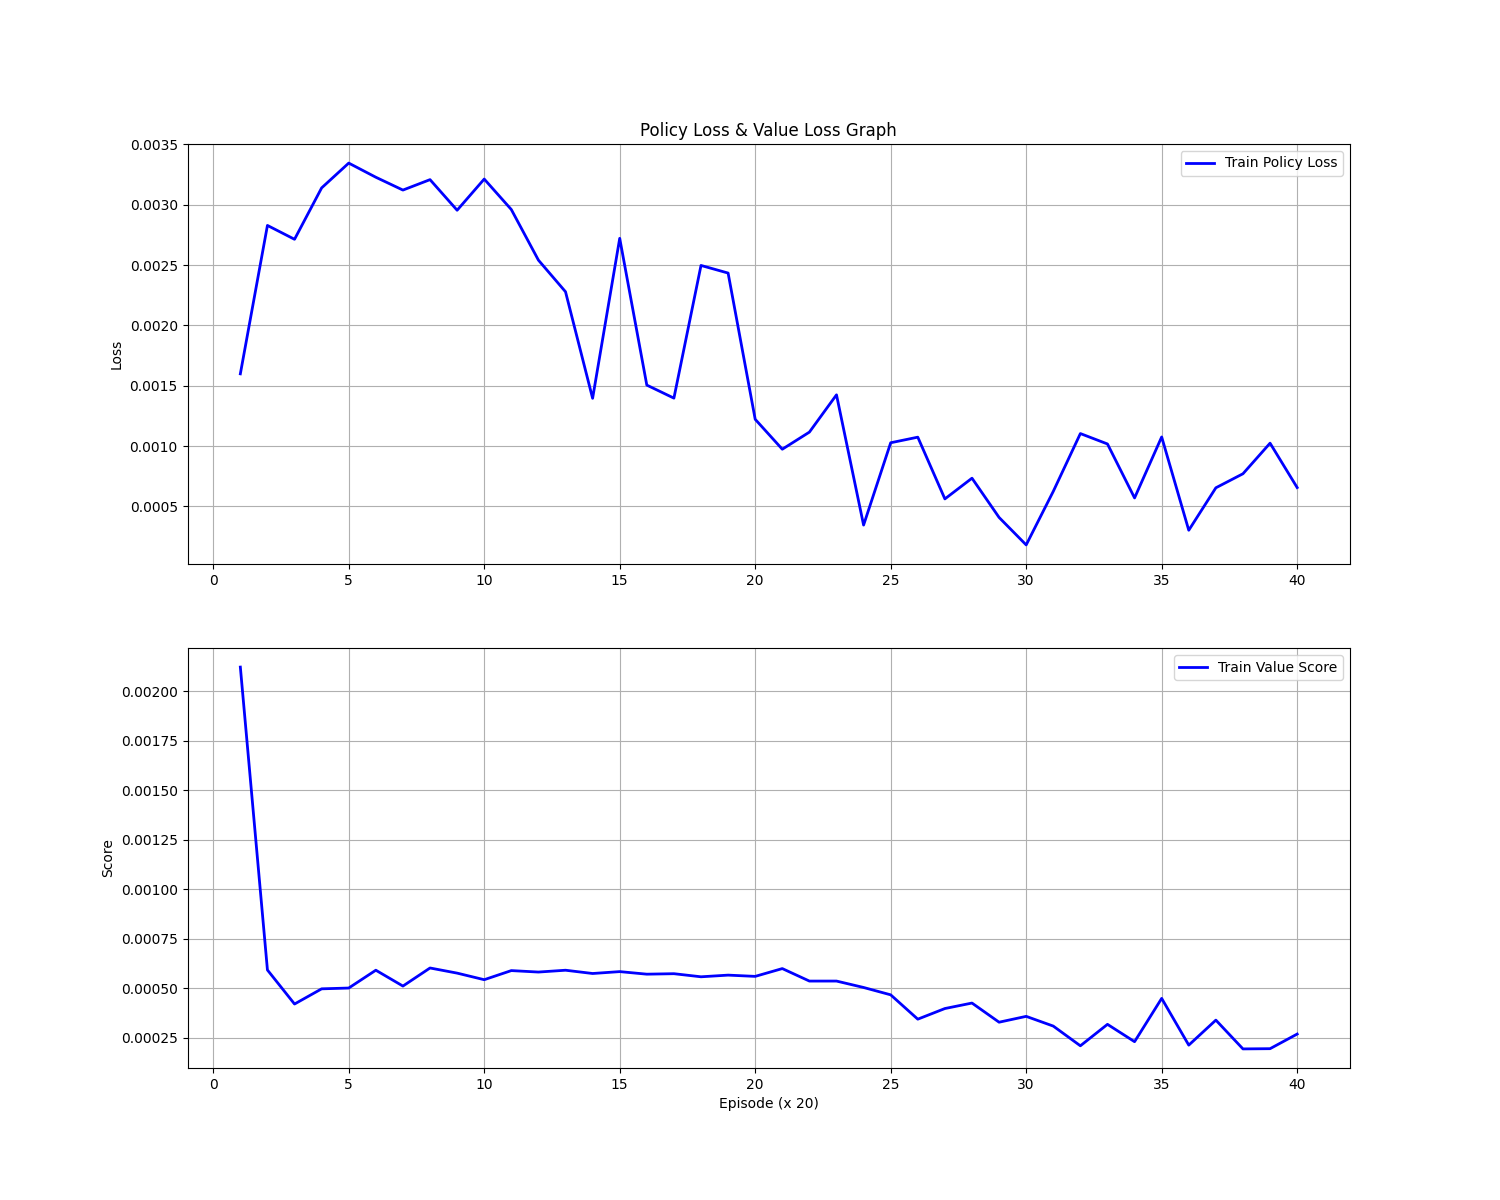 Policy Loss & Value Loss Graph
Train Policy Loss
Loss
0.0035
0.0030
0.0025
0.0020
0.0015
0.0010
0.0005
0 5 10 15 20 25 30 35 40
Train Value Score
Score
0.00200
0.00175
0.00150
0.00125
0.00100
0.00075
0.00050
0.00025
0 5 10 15 20 25 30 35 40
Episode (x 20)